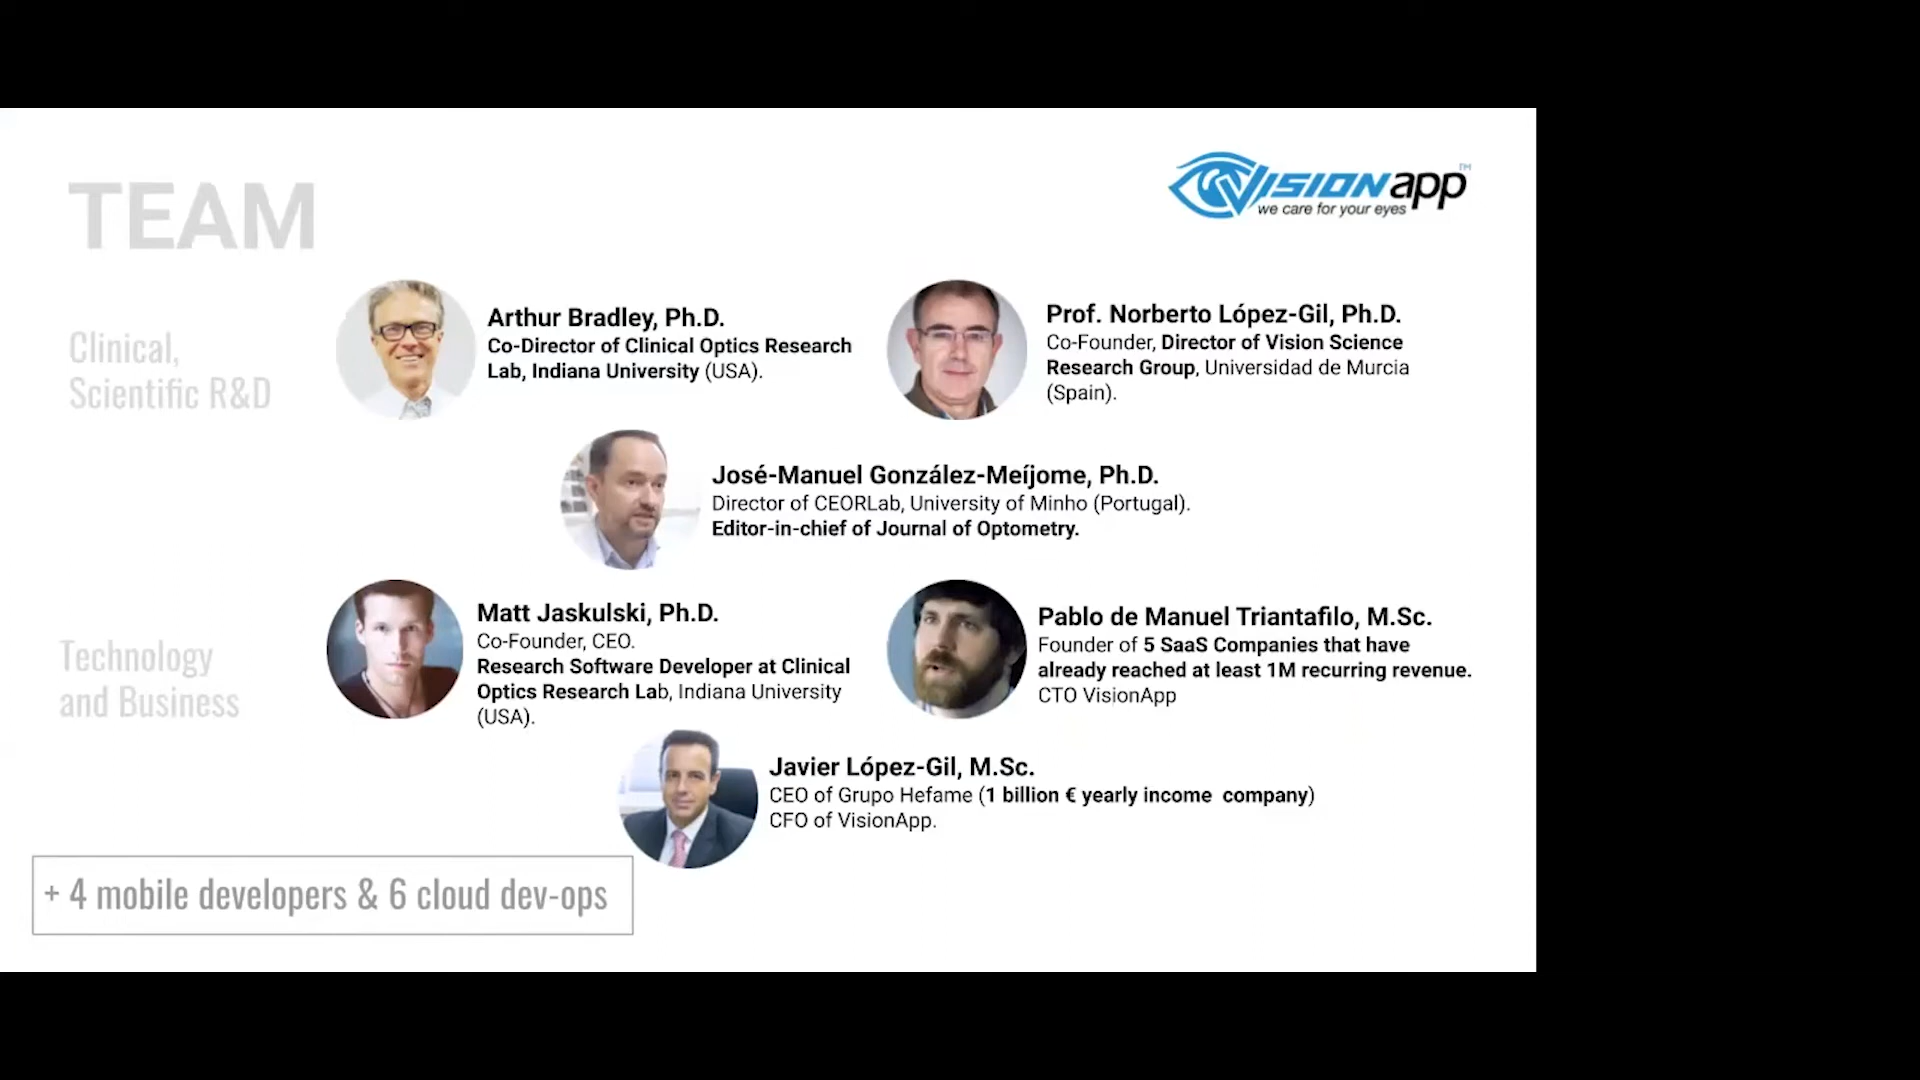 TEAM
VISIONapp™
we care for your eyes
Clinical,
Scientific R&D
Arthur Bradley, Ph.D.
Co-Director of Clinical Optics Research
Lab, Indiana University (USA).
Prof. Norberto López-Gil, Ph.D.
Co-Founder, Director of Vision Science
Research Group, Universidad de Murcia
(Spain).
José-Manuel González-Meíjome, Ph.D.
Director of CEORLab, University of Minho (Portugal).
Editor-in-chief of Journal of Optometry.
Technology
and Business
Matt Jaskulski, Ph.D.
Co-Founder, CEO.
Research Software Developer at Clinical
Optics Research Lab, Indiana University
(USA).
Pablo de Manuel Triantafilo, M.Sc.
Founder of 5 SaaS Companies that have
already reached at least 1M recurring revenue.
CTO VisionApp
Javier López-Gil, M.Sc.
CEO of Grupo Hefame (1 billion € yearly income  company)
CFO of VisionApp.
+ 4 mobile developers & 6 cloud dev-ops